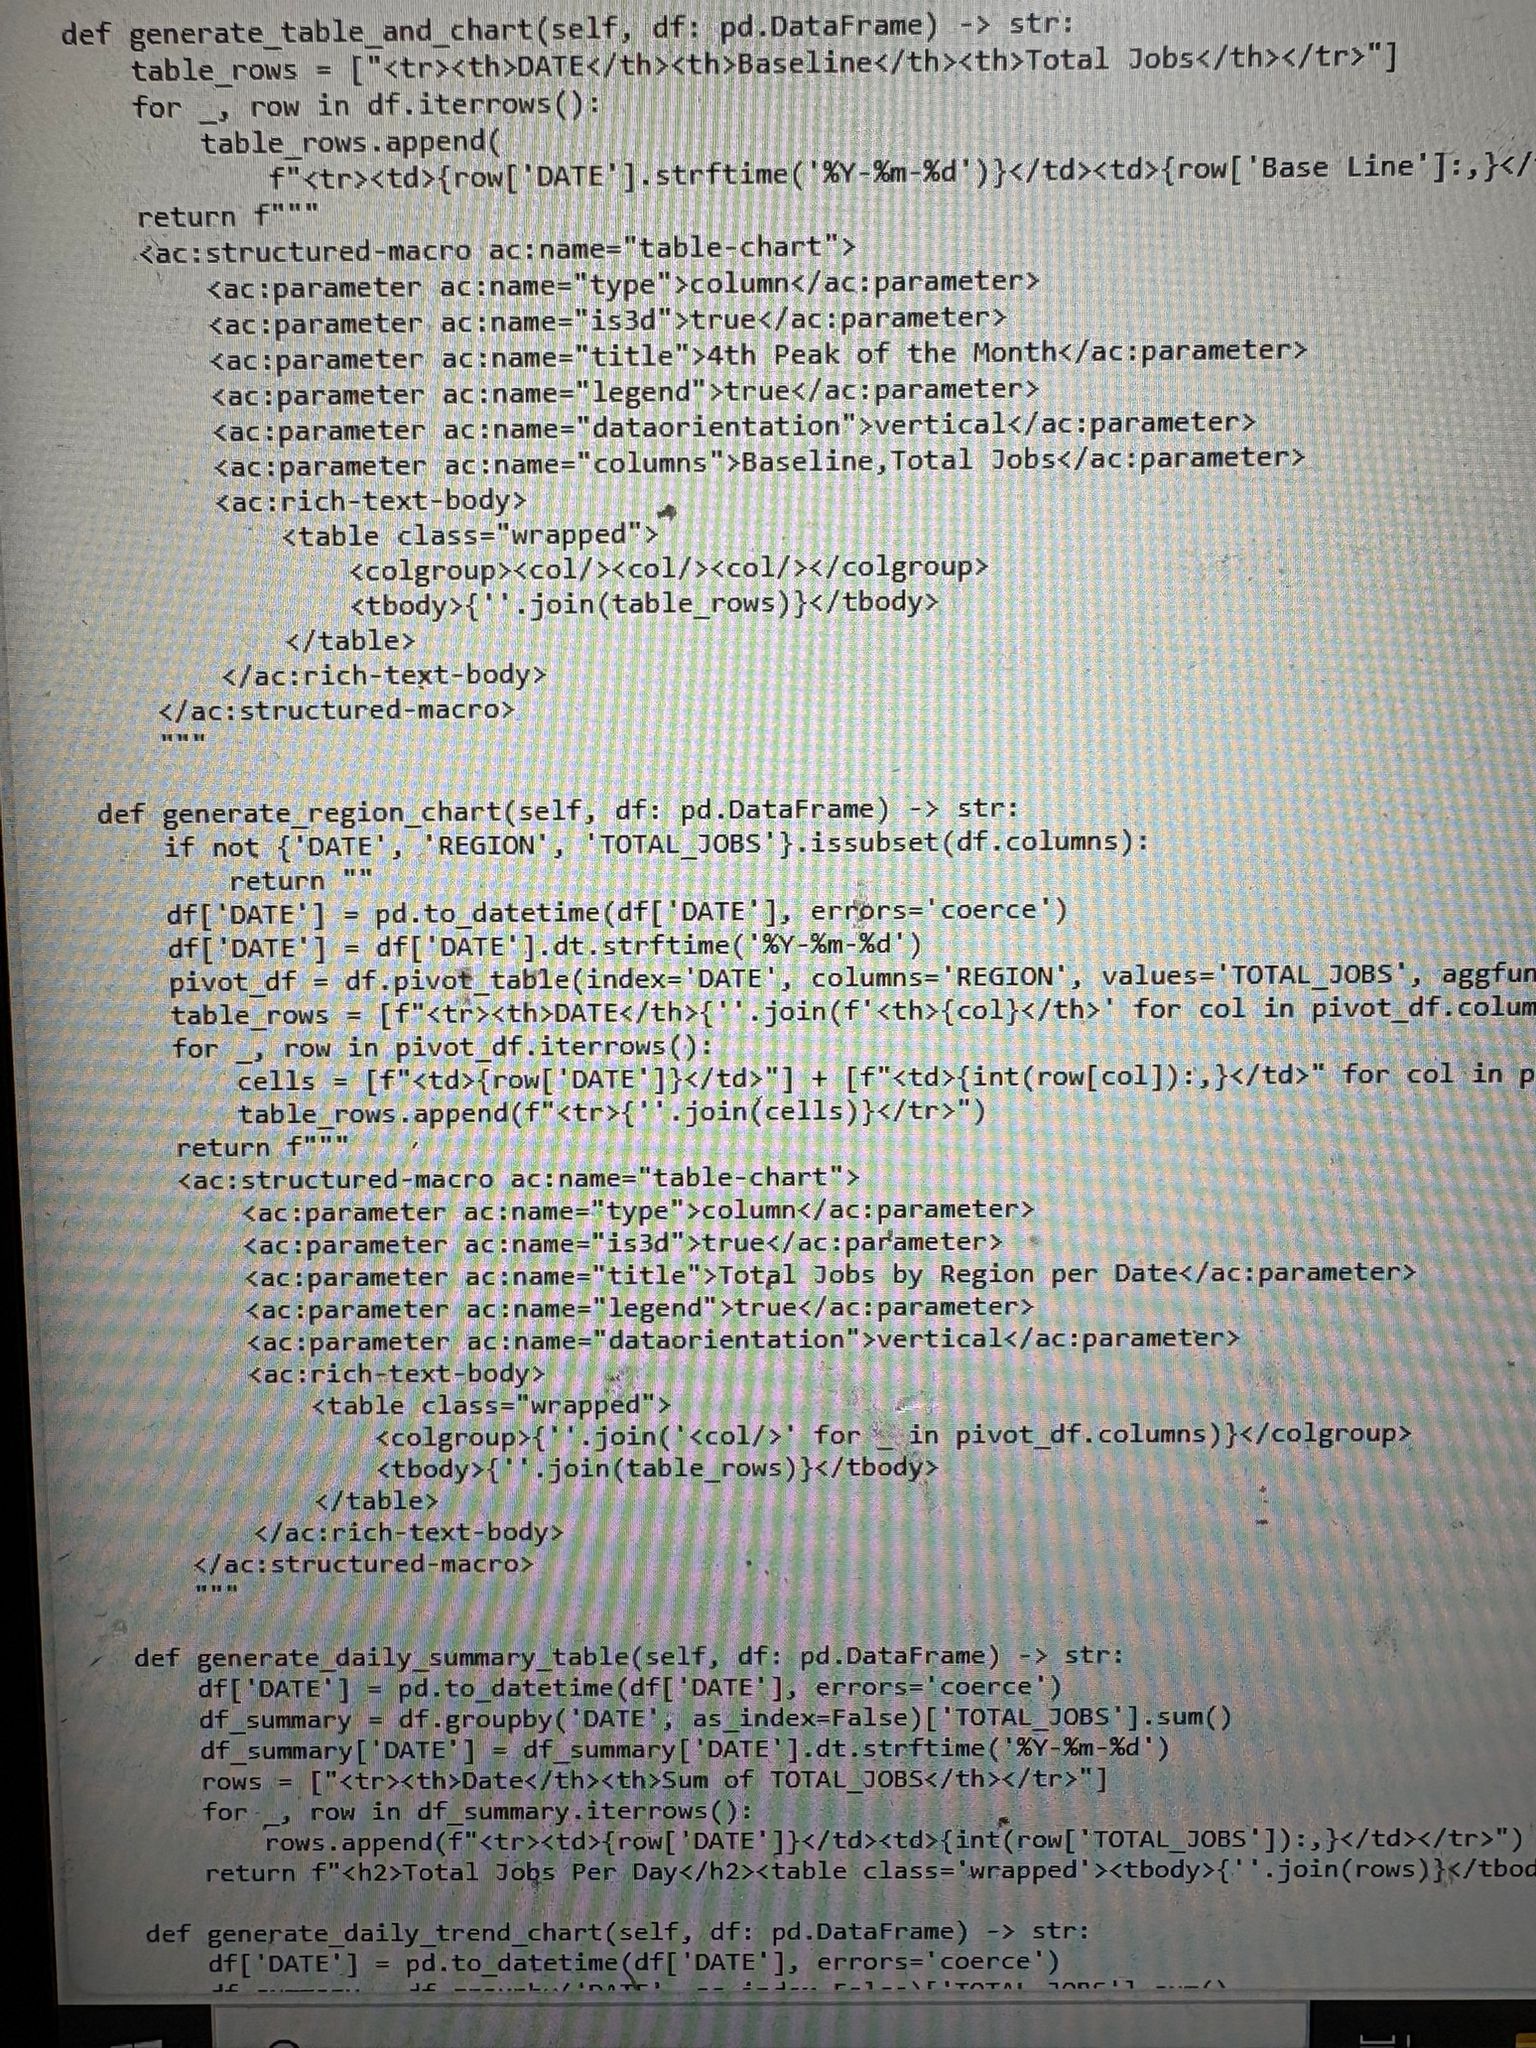 def generate_table_and_chart(self, df: pd.DataFrame) -> str:
table_rows = ["<tr><th>DATE</th><th>Baseline</th><th>Total Jobs</th></tr>"]
for _, row in df.iterrows():
table_rows.append(
f"<tr><td>{row['DATE'].strftime('%Y-%m-%d')}</td><td>{row['Base Line']:,}</
return f"""
<ac:structured-macro ac:name="table-chart">
<ac:parameter ac:name="type">column</ac:parameter>
<ac:parameter ac:name="is3d">true</ac:parameter>
<ac:parameter ac:name="title">4th Peak of the Month</ac:parameter>
<ac:parameter ac:name="legend">true</ac:parameter>
<ac:parameter ac:name="dataorientation">vertical</ac:parameter>
<ac:parameter ac:name="columns">Baseline,Total Jobs</ac:parameter>
<ac:rich-text-body>
<table class="wrapped">
<colgroup><col/><col/><col/></colgroup>
<tbody>{''.join(table_rows)}</tbody>
</table>
</ac:rich-text-body>
</ac:structured-macro>
"""
def generate_region_chart(self, df: pd.DataFrame) -> str:
if not {'DATE', 'REGION', 'TOTAL_JOBS'}.issubset(df.columns):
return ""
df['DATE'] = pd.to_datetime(df['DATE'], errors='coerce')
df['DATE'] = df['DATE'].dt.strftime('%Y-%m-%d')
pivot_df = df.pivot_table(index='DATE', columns='REGION', values='TOTAL_JOBS', aggfun
table_rows = [f"<tr><th>DATE</th>{''.join(f'<th>{col}</th>' for col in pivot_df.colum
for _, row in pivot_df.iterrows():
cells = [f"<td>{row['DATE']}</td>"] + [f"<td>{int(row[col]):,}</td>" for col in p
table_rows.append(f"<tr>{''.join(cells)}</tr>")
return f"""
<ac:structured-macro ac:name="table-chart">
<ac:parameter ac:name="type">column</ac:parameter>
<ac:parameter ac:name="is3d">true</ac:parameter>
<ac:parameter ac:name="title">Total Jobs by Region per Date</ac:parameter>
<ac:parameter ac:name="legend">true</ac:parameter>
<ac:parameter ac:name="dataorientation">vertical</ac:parameter>
<ac:rich-text-body>
<table class="wrapped">
<colgroup>{''.join('<col/>' for _ in pivot_df.columns)}</colgroup>
<tbody>{''.join(table_rows)}</tbody>
</table>
</ac:rich-text-body>
</ac:structured-macro>
"""
def generate_daily_summary_table(self, df: pd.DataFrame) -> str:
df['DATE'] = pd.to_datetime(df['DATE'], errors='coerce')
df_summary = df.groupby('DATE', as_index=False)['TOTAL_JOBS'].sum()
df_summary['DATE'] = df_summary['DATE'].dt.strftime('%Y-%m-%d')
rows = ["<tr><th>Date</th><th>Sum of TOTAL_JOBS</th></tr>"]
for _, row in df_summary.iterrows():
rows.append(f"<tr><td>{row['DATE']}</td><td>{int(row['TOTAL_JOBS']):,}</td></tr>")
return f"<h2>Total Jobs Per Day</h2><table class='wrapped'><tbody>{''.join(rows)}</tbod
def generate_daily_trend_chart(self, df: pd.DataFrame) -> str:
df['DATE'] = pd.to_datetime(df['DATE'], errors='coerce')